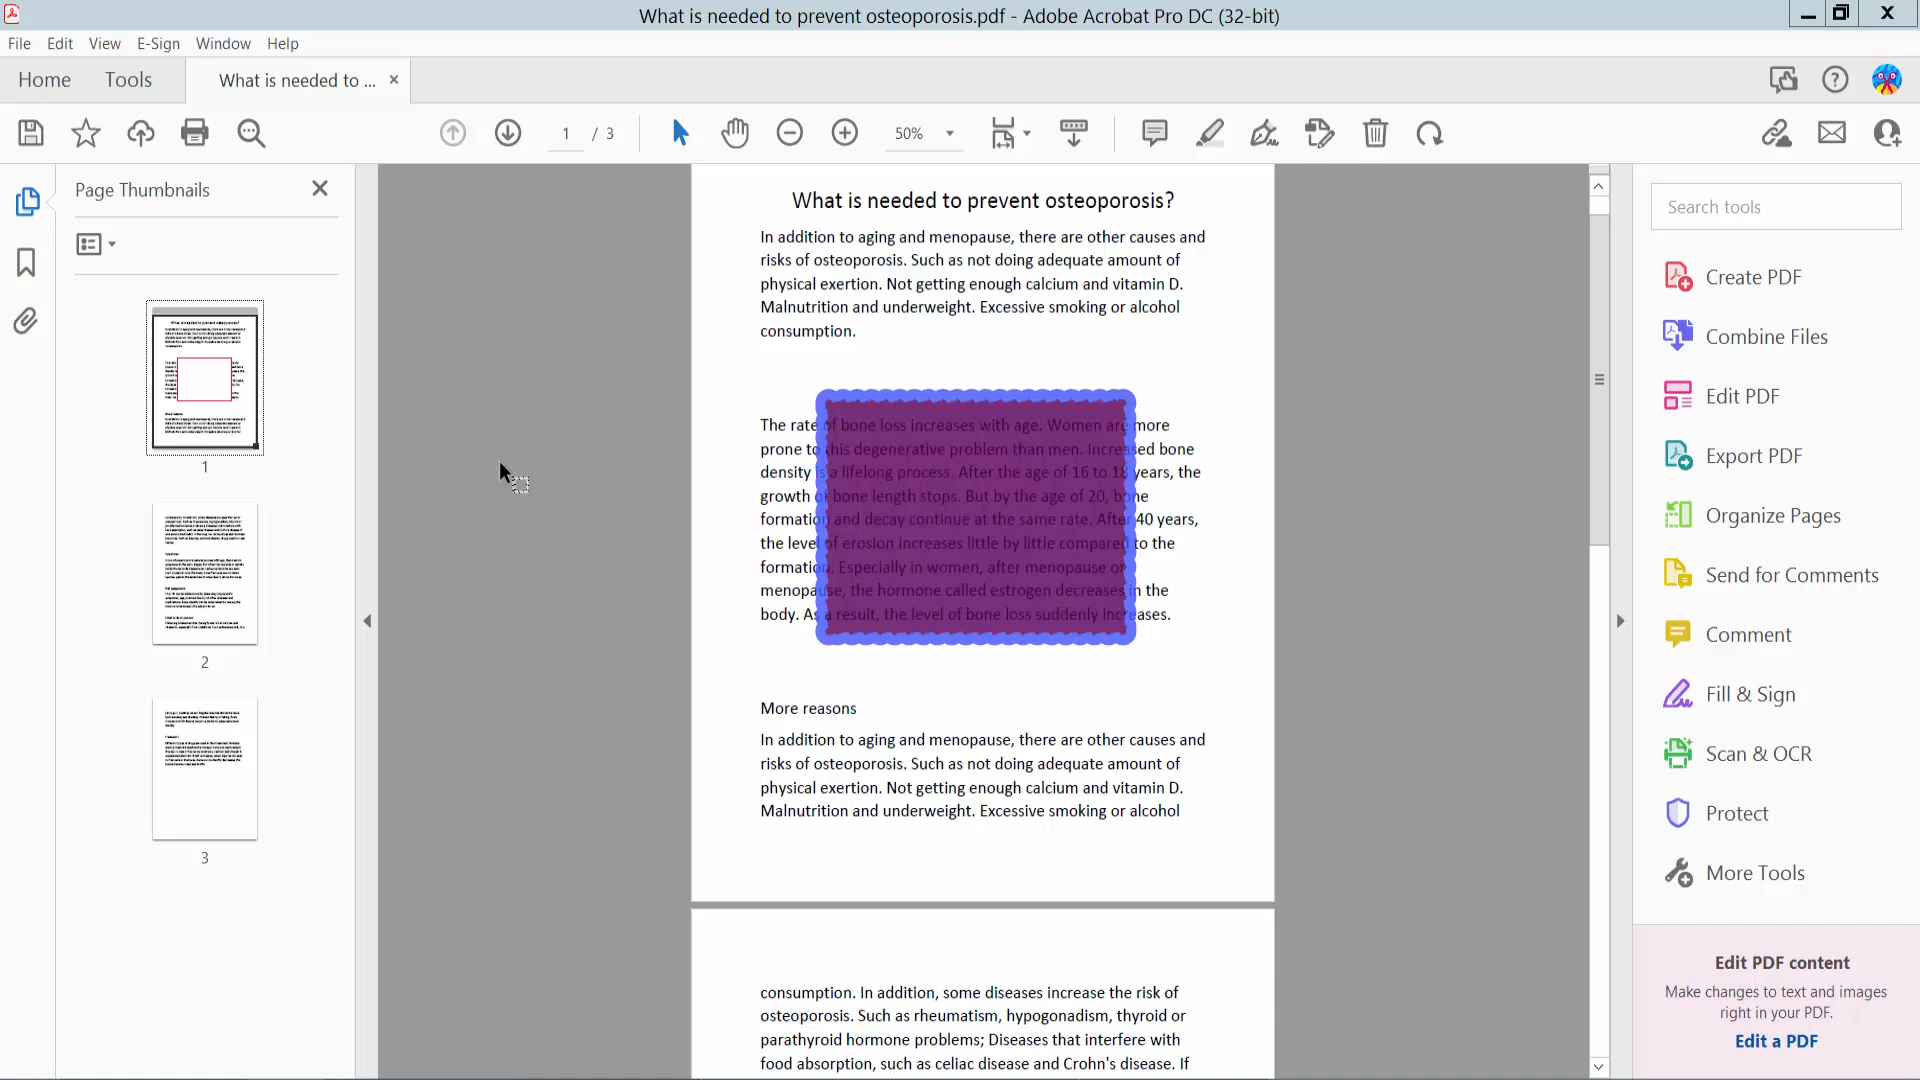 What is needed to prevent osteoporosis.pdf - Adobe Acrobat Pro DC (32-bit)
File Edit View E-Sign Window Help
Home Tools What is needed to ... ×
1 / 3 50%
Page Thumbnails
1
2
3
What is needed to prevent osteoporosis?
In addition to aging and menopause, there are other causes and
risks of osteoporosis. Such as not doing adequate amount of
physical exertion. Not getting enough calcium and vitamin D.
Malnutrition and underweight. Excessive smoking or alcohol
consumption.
The rate of bone loss increases with age. Women are more
prone to this degenerative problem than men. Increased bone
density is a lifelong process. After the age of 16 to 18 years, the
growth of bone length stops. But by the age of 20, bone
formation and decay continue at the same rate. After 40 years,
the level of erosion increases little by little compared to the
formation. Especially in women, after menopause or
menopause, the hormone called estrogen decreases in the
body. As a result, the level of bone loss suddenly increases.
More reasons
In addition to aging and menopause, there are other causes and
risks of osteoporosis. Such as not doing adequate amount of
physical exertion. Not getting enough calcium and vitamin D.
Malnutrition and underweight. Excessive smoking or alcohol
consumption. In addition, some diseases increase the risk of
osteoporosis. Such as rheumatism, hypogonadism, thyroid or
parathyroid hormone problems; Diseases that interfere with
food absorption, such as celiac disease and Crohn's disease. If
Search tools
Create PDF
Combine Files
Edit PDF
Export PDF
Organize Pages
Send for Comments
Comment
Fill & Sign
Scan & OCR
Protect
More Tools
Edit PDF content
Make changes to text and images
right in your PDF.
Edit a PDF